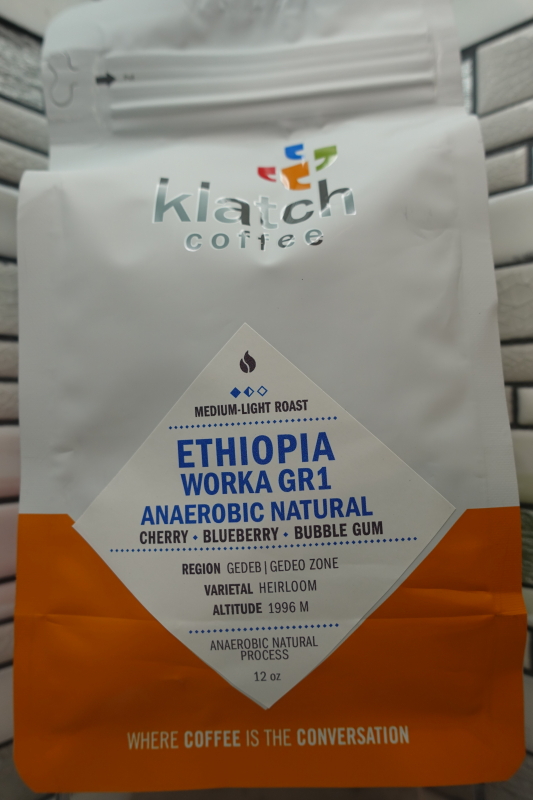 klatch
coffee
MEDIUM-LIGHT ROAST
ETHIOPIA
WORKA GR1
ANAEROBIC NATURAL
CHERRY • BLUEBERRY • BUBBLE GUM
REGION GEDEB | GEDEO ZONE
VARIETAL HEIRLOOM
ALTITUDE 1996 M
ANAEROBIC NATURAL
PROCESS
12 oz
WHERE COFFEE IS THE CONVERSATION